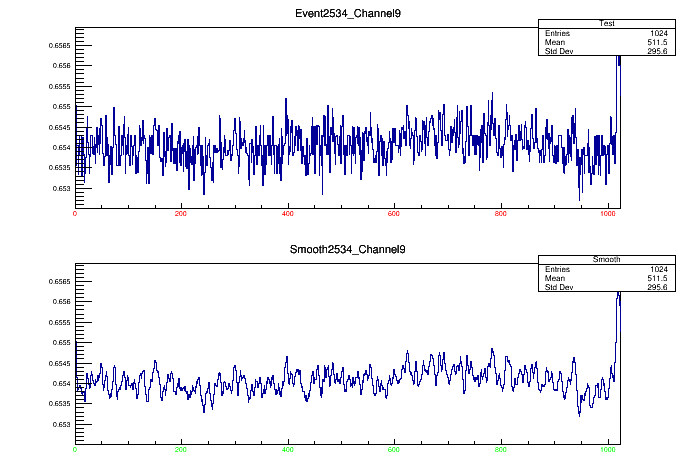 Event2534_Channel9
Test
Entries 1024
Mean 511.5
Std Dev 295.6
0.6565
0.656
0.6555
0.655
0.6545
0.654
0.6535
0.653
0 200 400 600 800 1000
Smooth2534_Channel9
Smooth
Entries 1024
Mean 511.5
Std Dev 295.6
0.6565
0.656
0.6555
0.655
0.6545
0.654
0.6535
0.653
0 200 400 600 800 1000